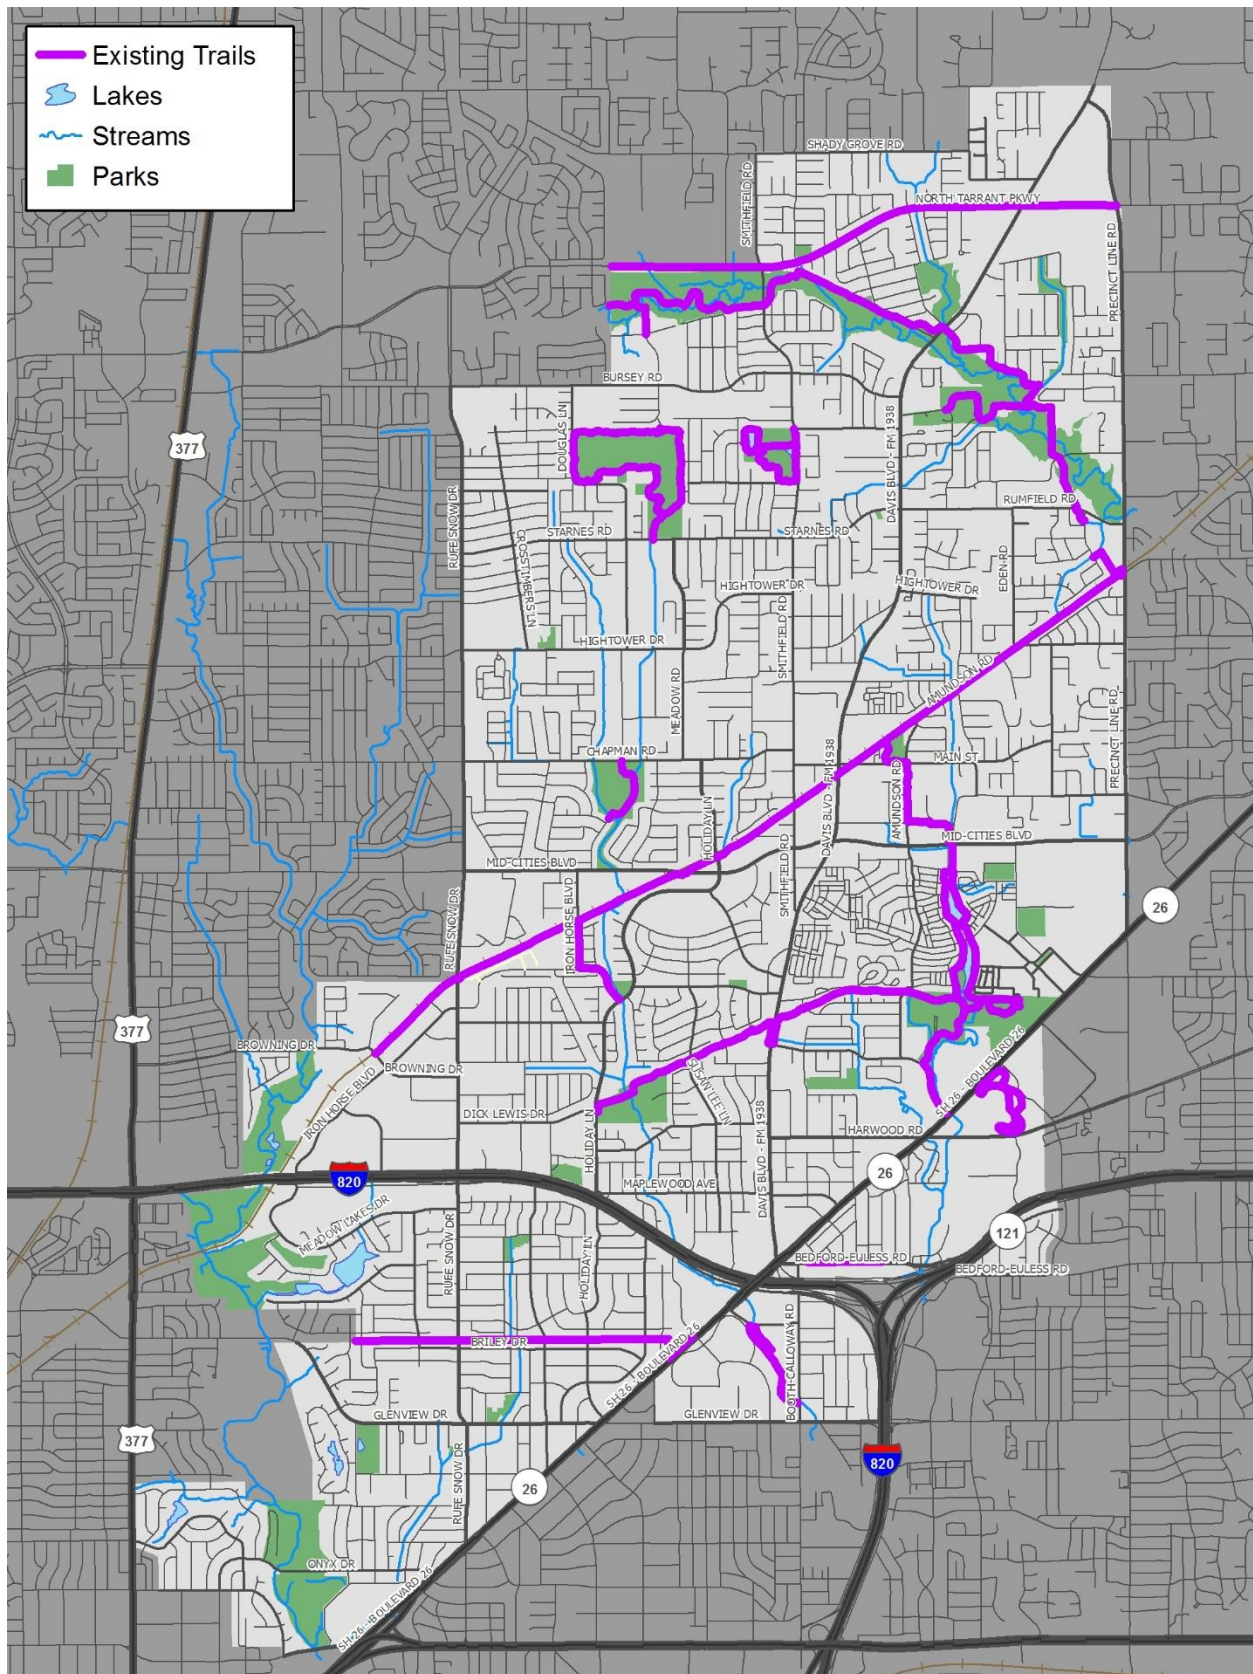 Existing Trails
Lakes
Streams
Parks
SHADY GROVE RD
SMITHFIELD RD
NORTH TARRANT PKWY
PRECINCT LINE RD
BURSEY RD
DOUGLAS LN
DAVIS BLVD - FM 1938
377
RUFE SNOW DR
RUMFIELD RD
STARNES RD
STARNES RD
CROSSTIMBERS LN
HIGHTOWER DR
HIGHTOWER DR
EDEN RD
SMITHFIELD RD
HIGHTOWER DR
AMUNDSON RD
MEADOW RD
PRECINCT LINE RD
CHAPMAN RD
MAIN ST
DAVIS BLVD - FM 1938
AMUNDSON RD
HOLIDAY LN
MID-CITIES BLVD
MID-CITIES BLVD
SMITHFIELD RD
26
RUFE SNOW DR
IRON HORSE BLVD
377
BROWNING DR
BROWNING DR
IRON HORSE BLVD
SUSAN LEE LN
SH 26 - BOULEVARD 26
DICK LEWIS DR
HOLIDAY LN
DAVIS BLVD - FM 1938
HARWOOD RD
820
MAPLEWOOD AVE
26
MEADOW LAKES DR
RUFE SNOW DR
HOLIDAY LN
121
BEDFORD-EULESS RD
BEDFORD-EULESS RD
BRILEY DR
SH 26 - BOULEVARD 26
BOOTH-CALLOWAY RD
GLENVIEW DR
GLENVIEW DR
377
RUFE SNOW DR
820
26
ONYX DR
SH 26 - BOULEVARD 26